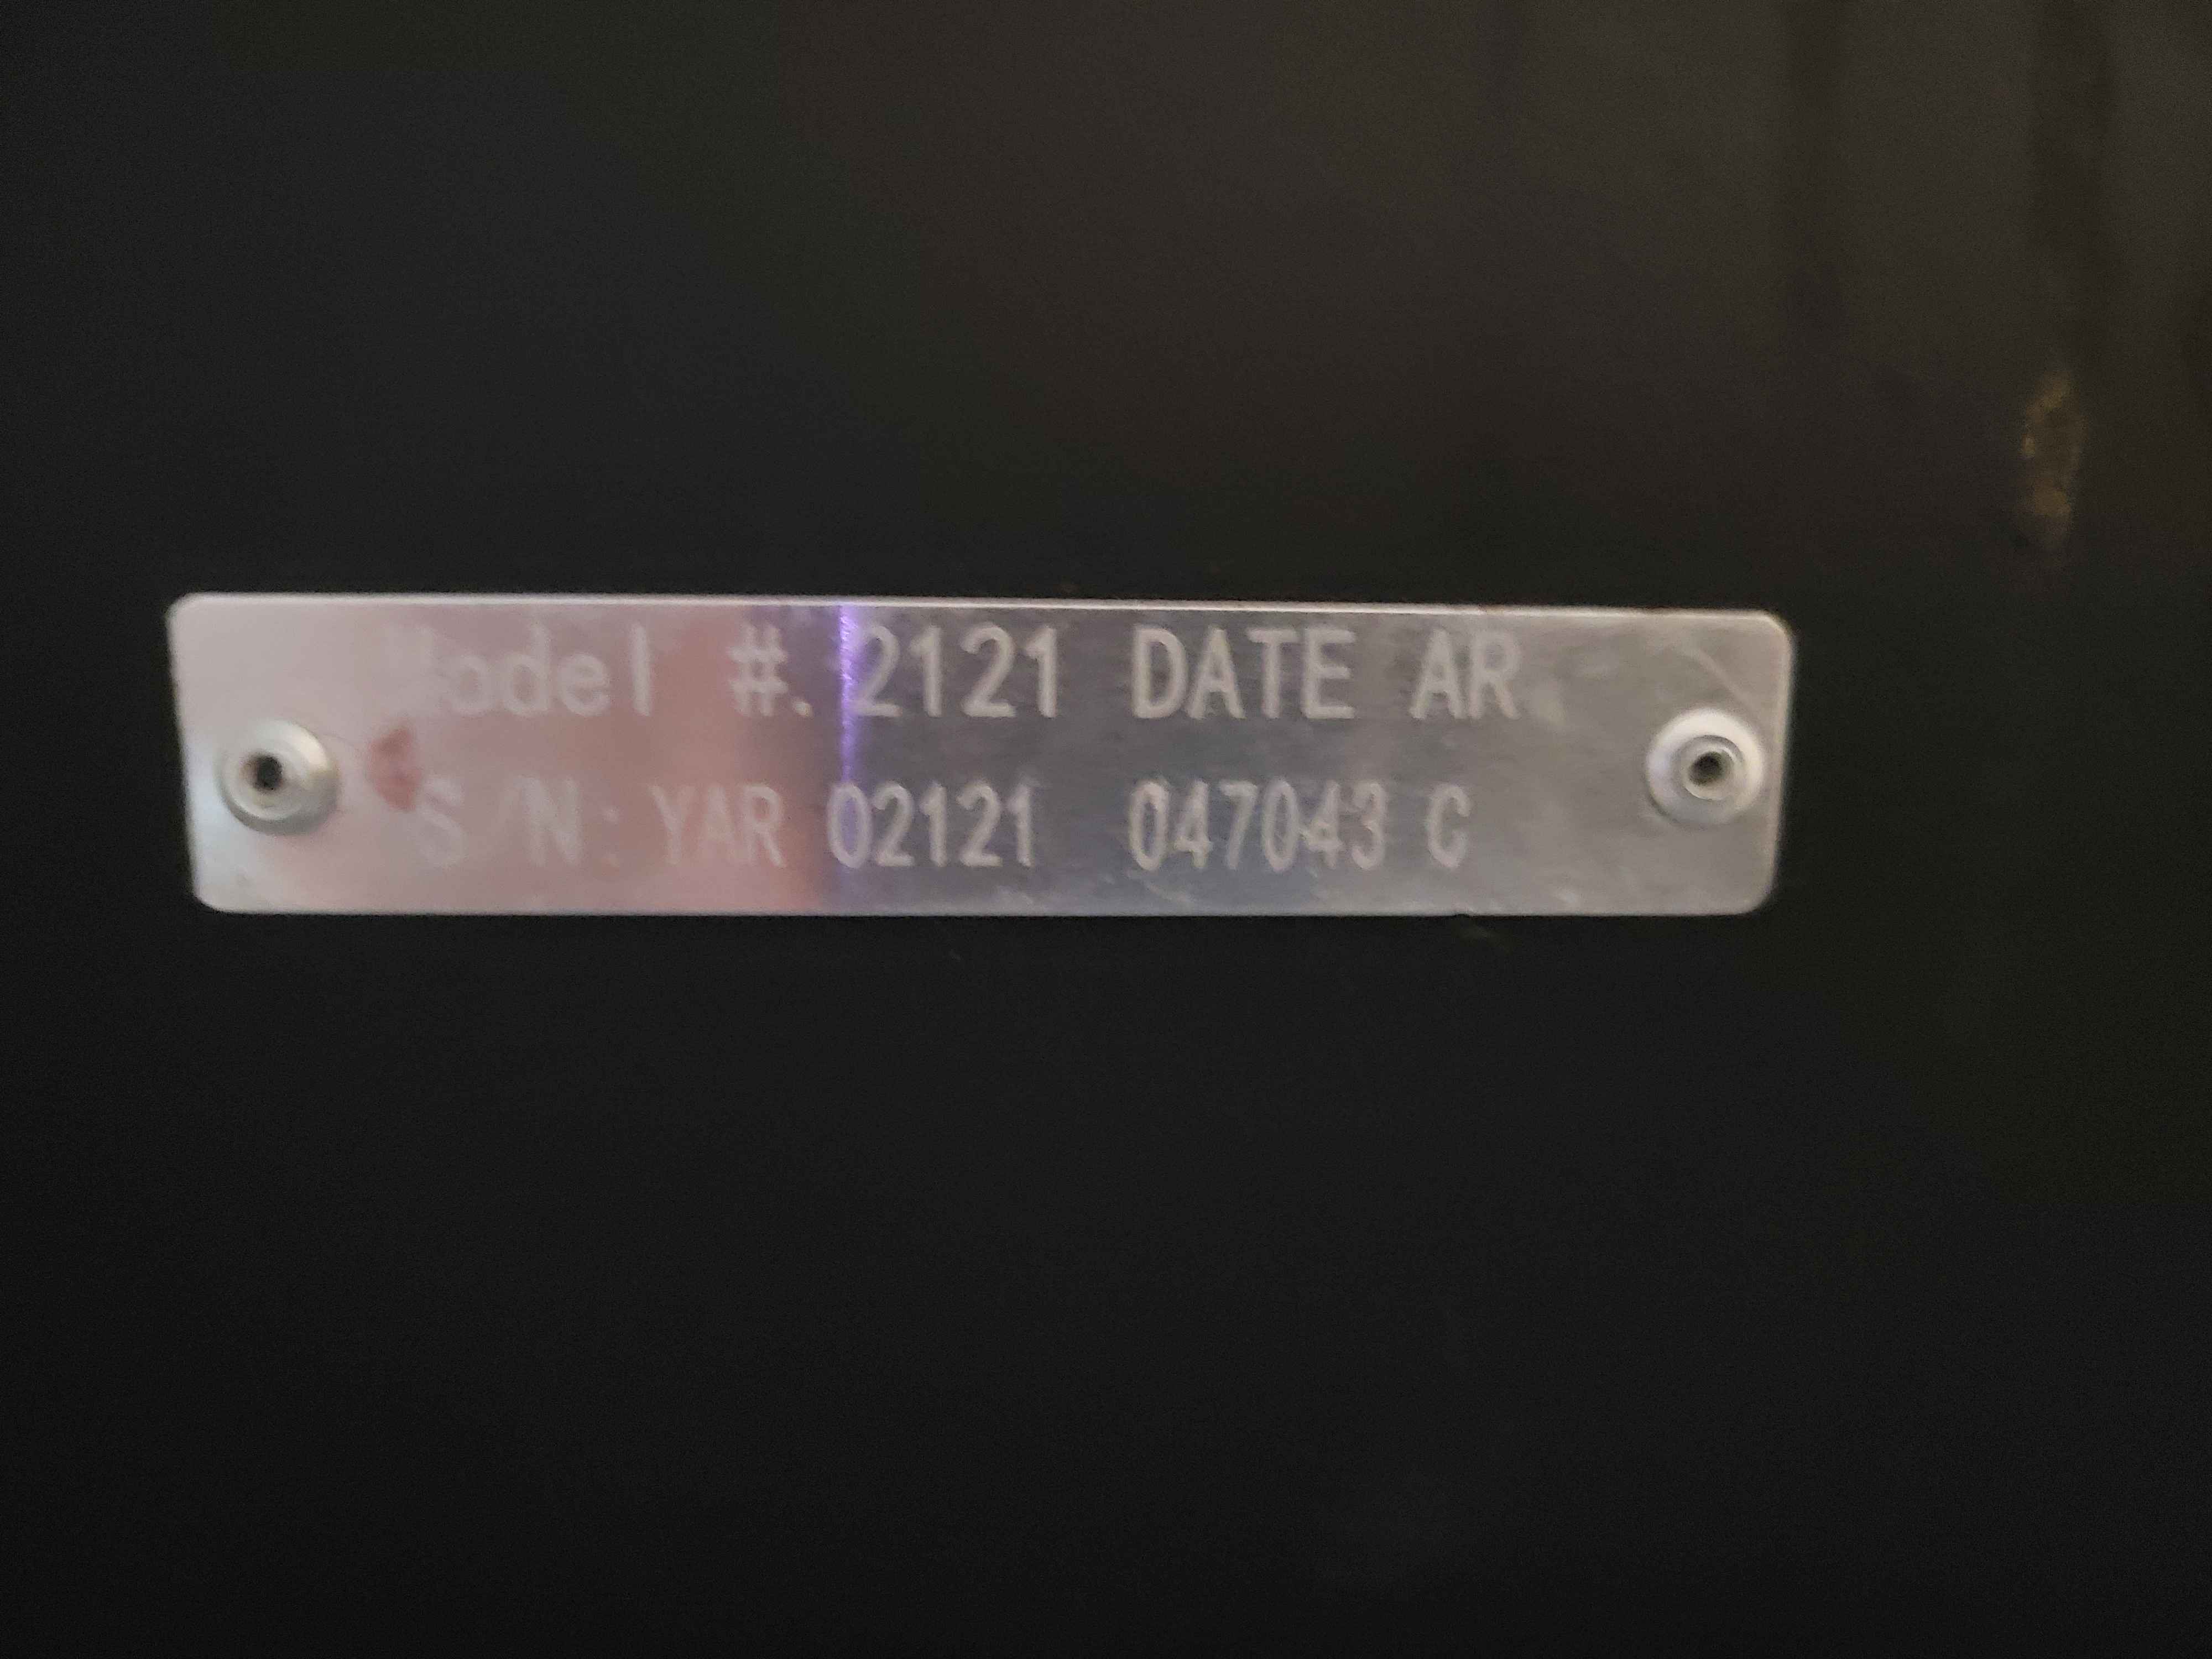 Model #. 2121 DATE AR
S/N: YAR 02121 047043 C